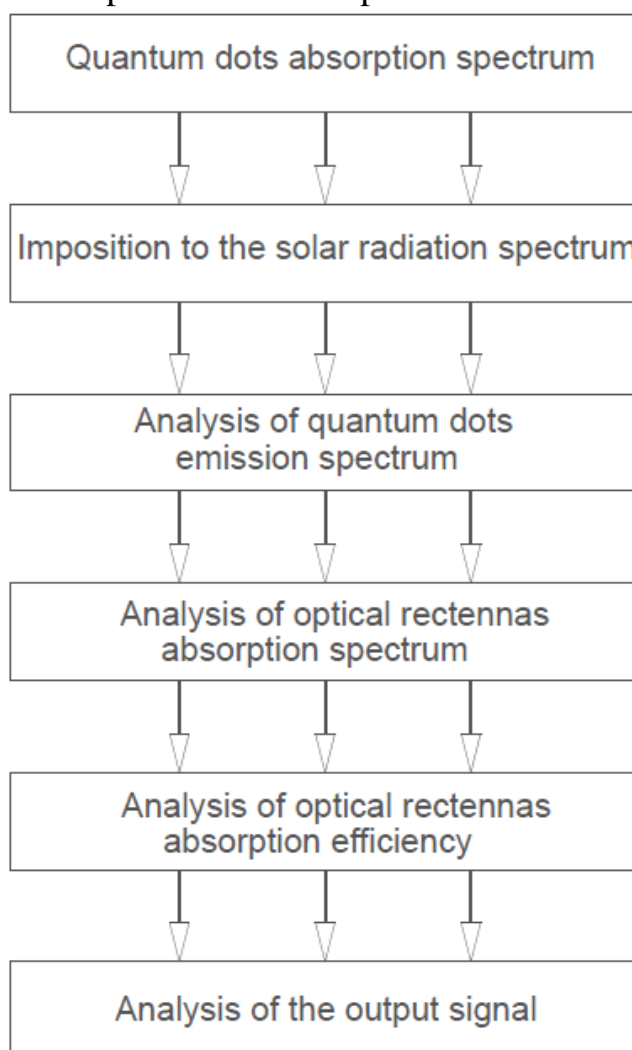 Quantum dots absorption spectrum
Imposition to the solar radiation spectrum
Analysis of quantum dots
emission spectrum
Analysis of optical rectennas
absorption spectrum
Analysis of optical rectennas
absorption efficiency
Analysis of the output signal